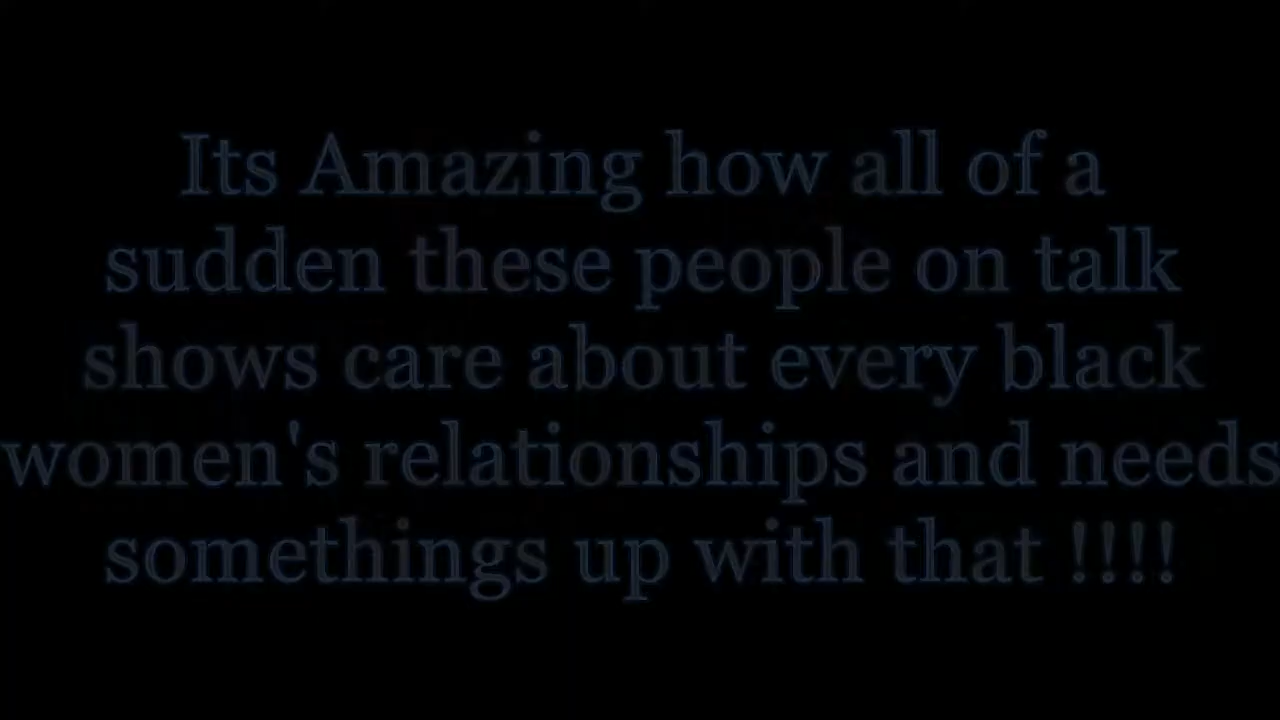 Its Amazing how all of a
sudden these people on talk
shows care about every black
women's relationships and needs
somethings up with that !!!!